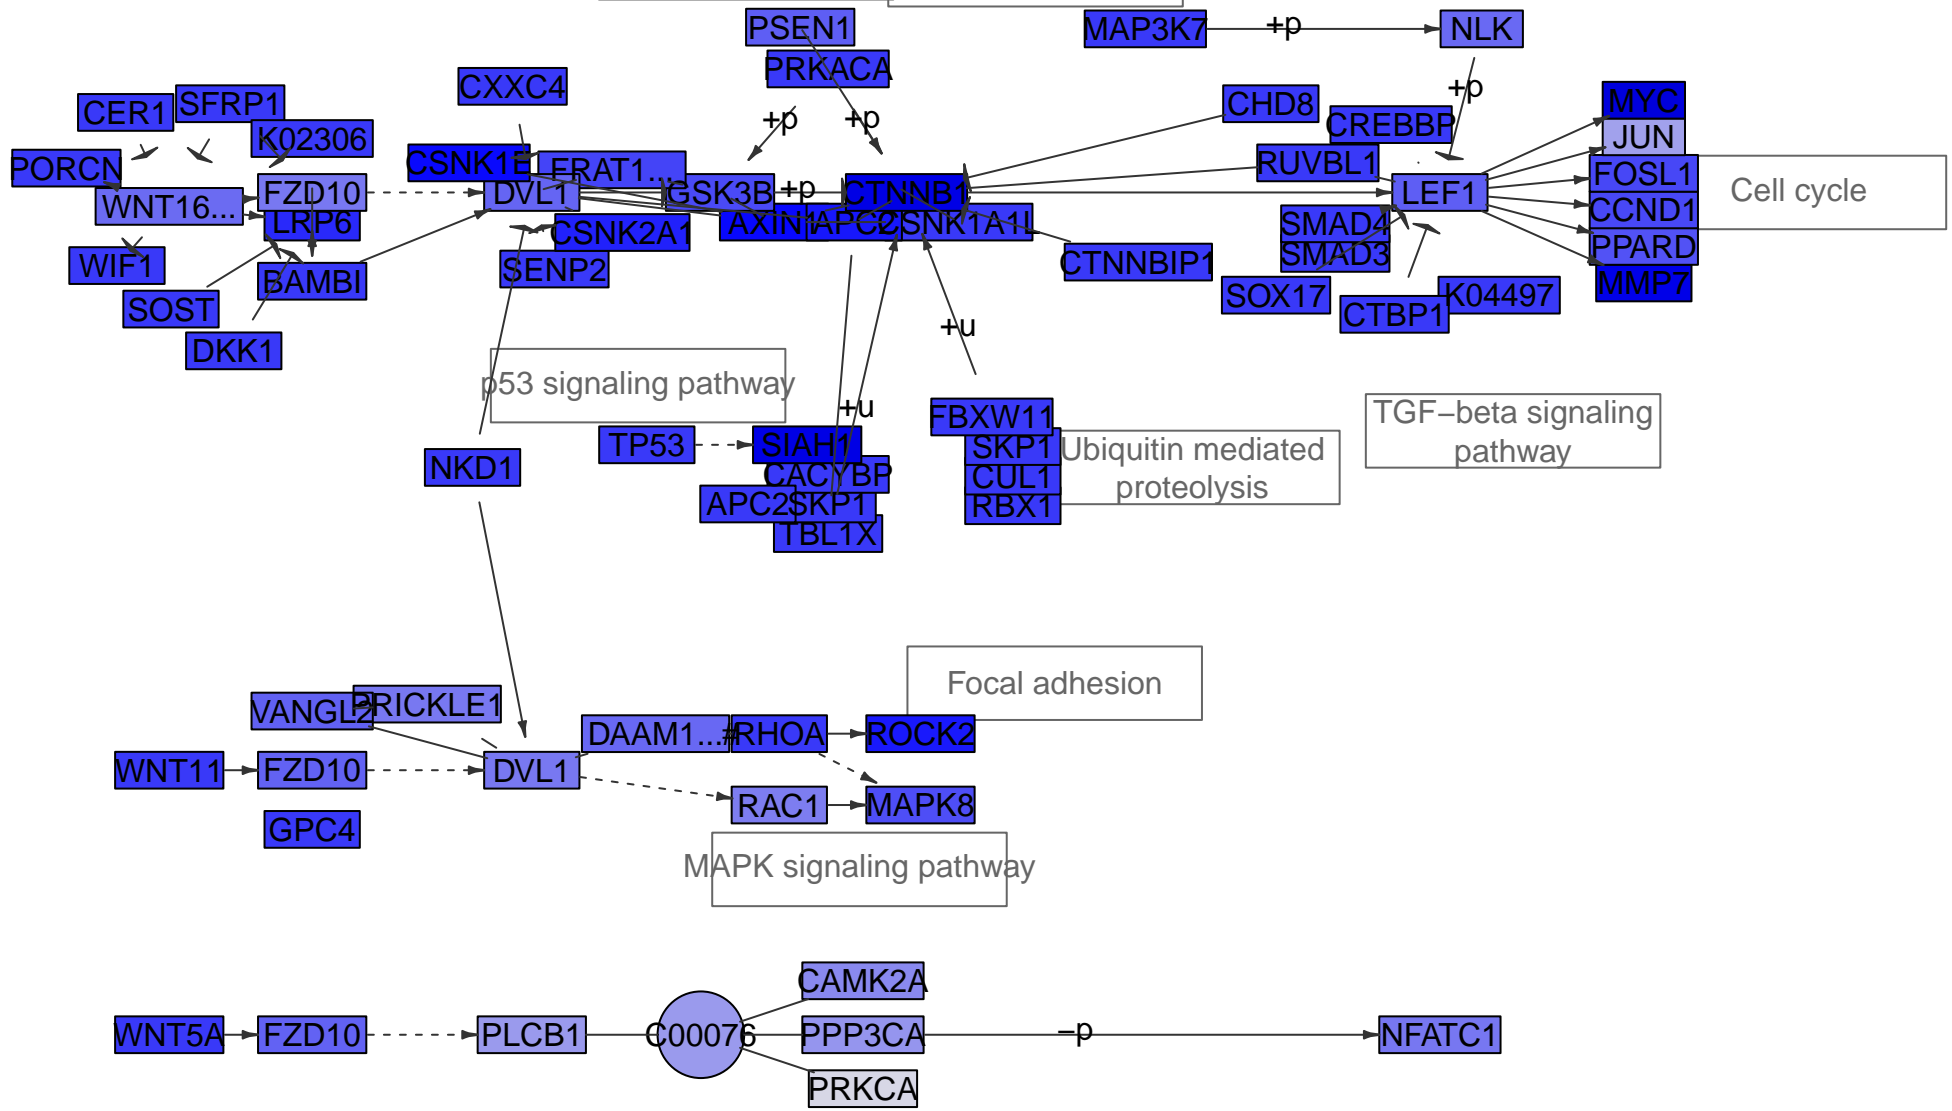 PSEN1
MAP3K7
+p
NLK
PRKACA
CXXC4
CER1
SFRP1
K02306
+p
+p
CHD8
CREBBP
+p
MYC
JUN
PORCN
CSNK1E
FRAT1...
RUVBL1
FOSL1
Cell cycle
WNT16...
FZD10
DVL1
GSK3B
+p
CTNNB1
LEF1
LRP6
AXIN1
APC2
CSNK1A1L
SMAD4
CCND1
CSNK2A1
SMAD3
PPARD
WIF1
BAMBI
SENP2
CTNNBIP1
MMP7
SOST
SOX17
CTBP1
K04497
DKK1
+u
p53 signaling pathway
+u
FBXW11
TGF−beta signaling
pathway
TP53
SIAH1
SKP1
Ubiquitin mediated
proteolysis
NKD1
CACYBP
CUL1
APC2
SKP1
RBX1
TBL1X
Focal adhesion
VANGL2
PRICKLE1
DAAM1...
RHOA
ROCK2
WNT11
FZD10
DVL1
RAC1
MAPK8
GPC4
MAPK signaling pathway
CAMK2A
WNT5A
FZD10
PLCB1
C00076
PPP3CA
−p
NFATC1
PRKCA